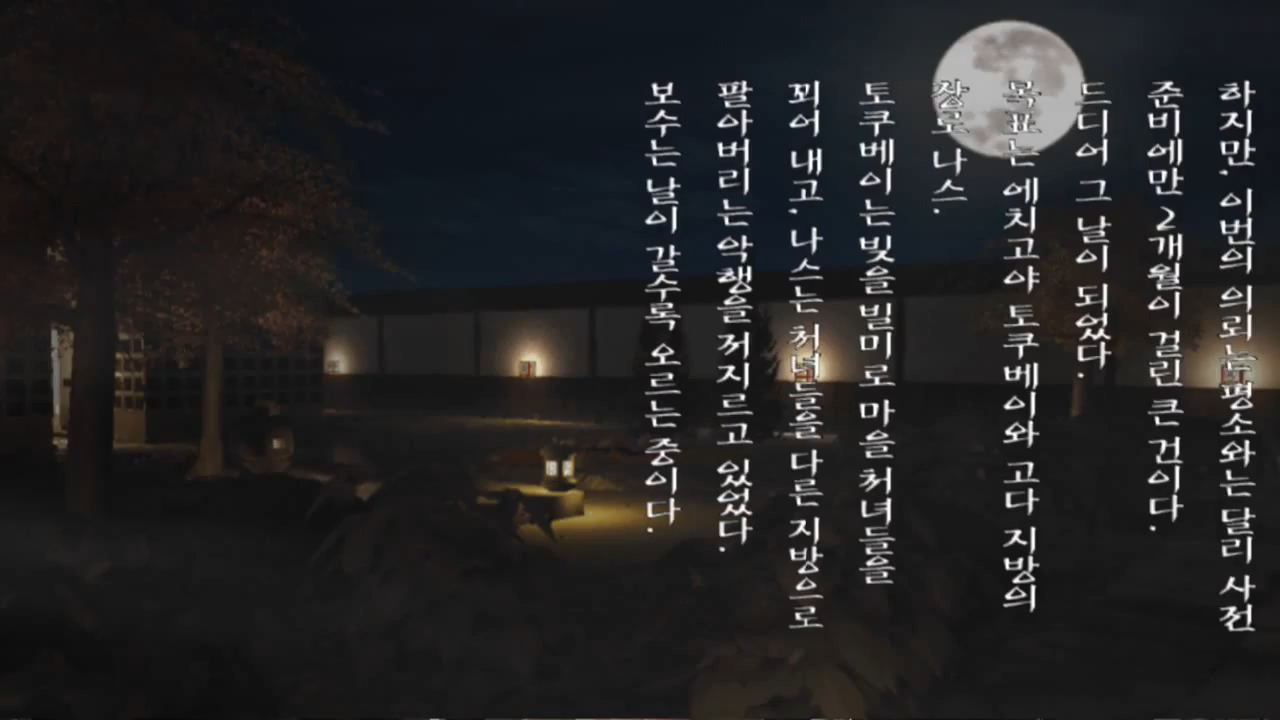 하지만, 이번의 의뢰는 평소와는 달리 사전
준비에만 2개월이 걸린 큰 건이다.
드디어 그 날이 되었다.
목표는 에치고야 토쿠베이와 고다 지방의
장로 나스.
토쿠베이는 빚을 빌미로 마을 처녀들을
꾀어 내고, 나스는 처녀들을 다른 지방으로
팔아버리는 악행을 저지르고 있었다.
보수는 날이 갈수록 오르는 중이다.